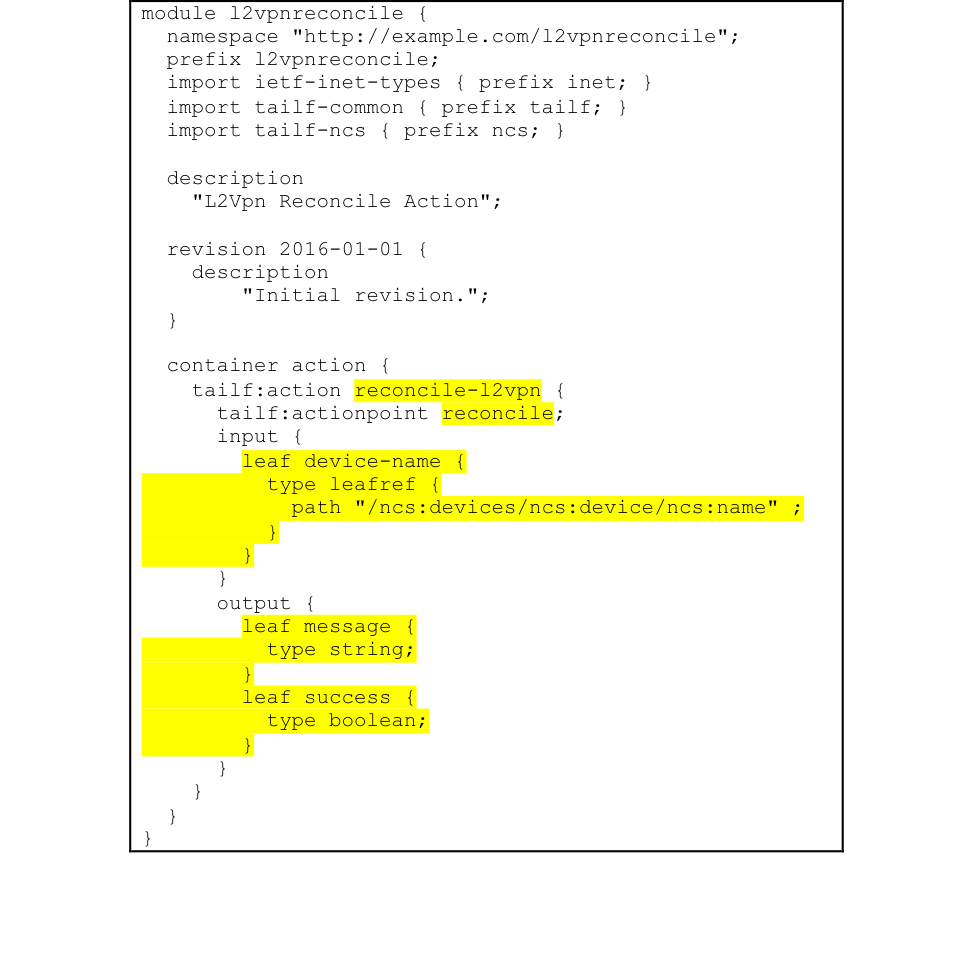 module l2vpnreconcile {
  namespace "http://example.com/l2vpnreconcile";
  prefix l2vpnreconcile;
  import ietf-inet-types { prefix inet; }
  import tailf-common { prefix tailf; }
  import tailf-ncs { prefix ncs; }

  description
    "L2Vpn Reconcile Action";

  revision 2016-01-01 {
    description
        "Initial revision.";
  }

  container action {
    tailf:action reconcile-l2vpn {
      tailf:actionpoint reconcile;
      input {
        leaf device-name {
          type leafref {
            path "/ncs:devices/ncs:device/ncs:name" ;
          }
        }
      }
      output {
        leaf message {
          type string;
        }
        leaf success {
          type boolean;
        }
      }
    }
  }
}